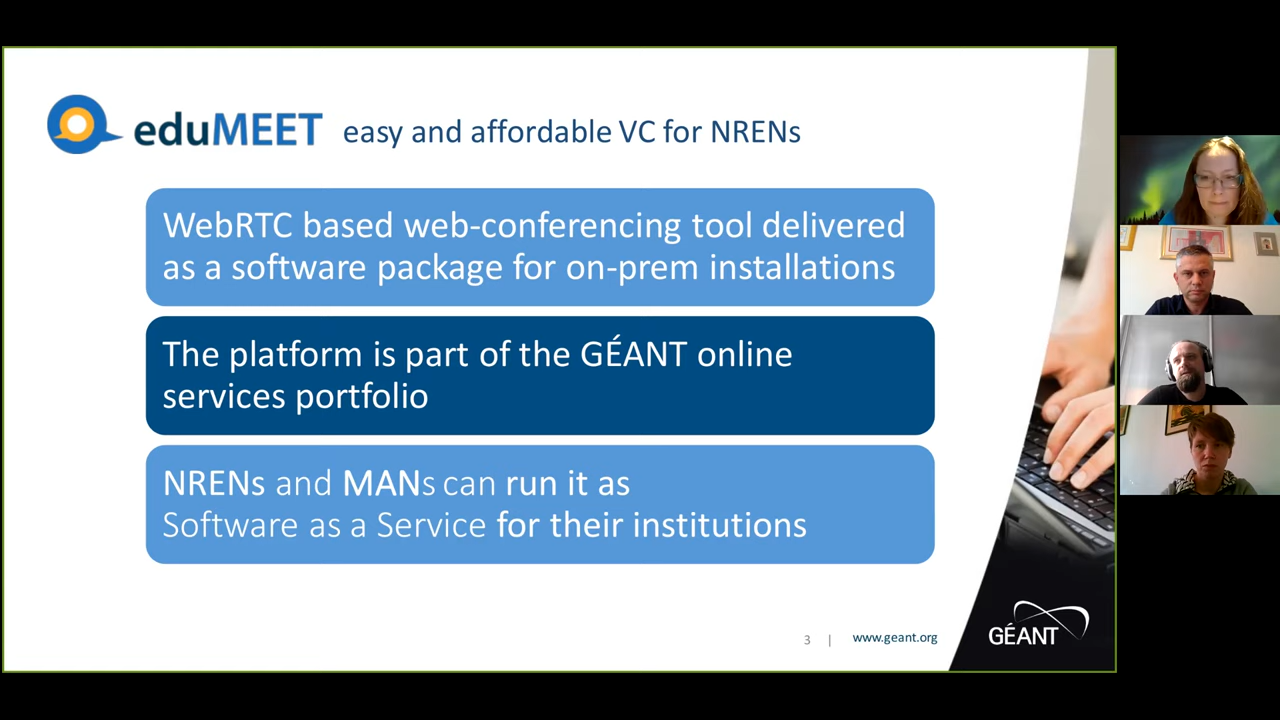 eduMEET easy and affordable VC for NRENs
WebRTC based web-conferencing tool delivered
as a software package for on-prem installations
The platform is part of the GÉANT online
services portfolio
NRENs and MANs can run it as
Software as a Service for their institutions
3 | www.geant.org
GÉANT